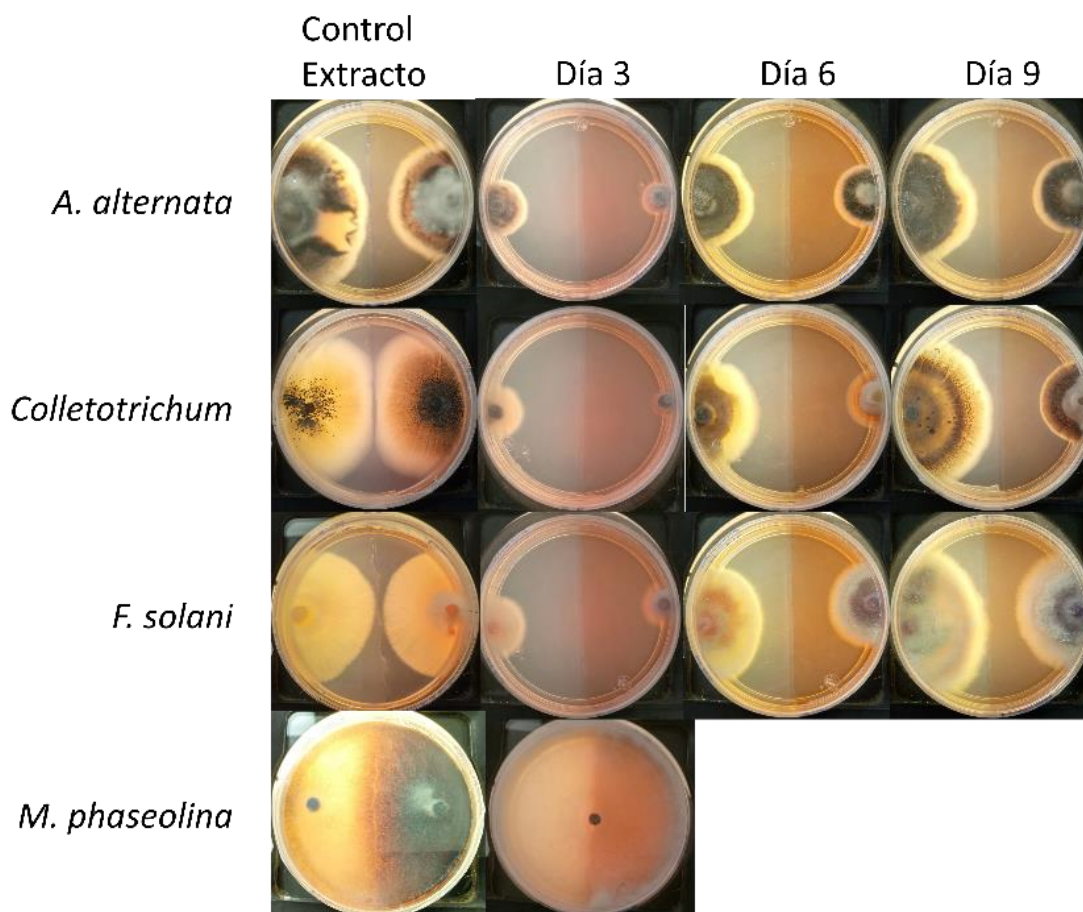 Control
Extracto
Día 3
Día 6
Día 9
A. alternata
Colletotrichum
F. solani
M. phaseolina